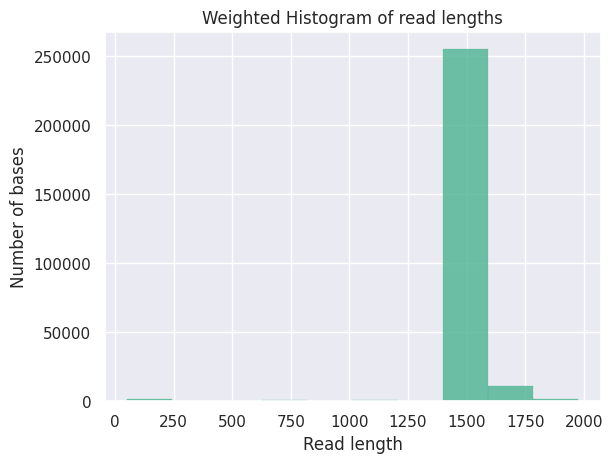 Weighted Histogram of read lengths
250000
200000
150000
100000
50000
0
Number of bases
0 250 500 750 1000 1250 1500 1750 2000
Read length